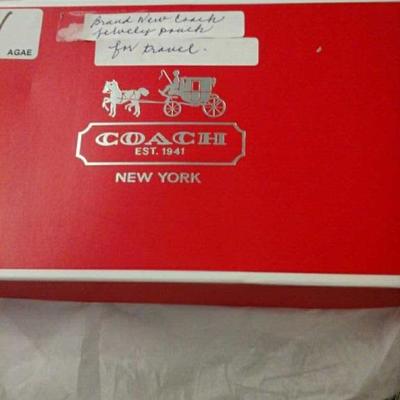 AGAE
Brand New Coach
jewelry pouch
for travel.
COACH
EST. 1941
NEW YORK